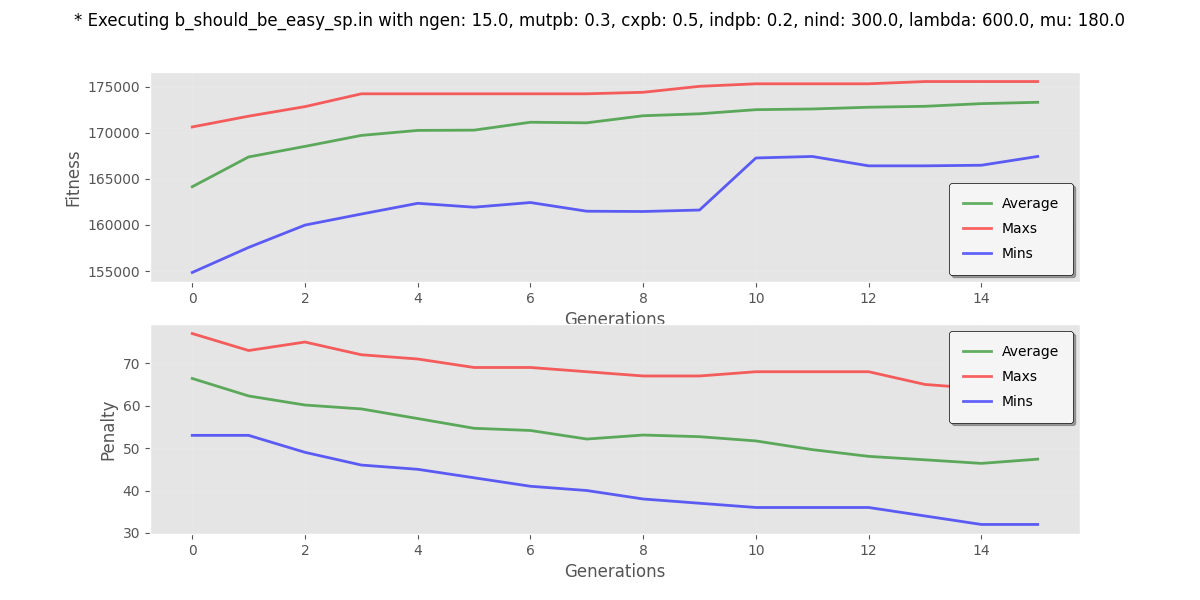 * Executing b_should_be_easy_sp.in with ngen: 15.0, mutpb: 0.3, cxpb: 0.5, indpb: 0.2, nind: 300.0, lambda: 600.0, mu: 180.0
175000
170000
165000
160000
155000
Fitness
Average
Maxs
Mins
0 2 4 6 8 10 12 14
Generations
70
60
50
40
30
Penalty
Average
Maxs
Mins
0 2 4 6 8 10 12 14
Generations